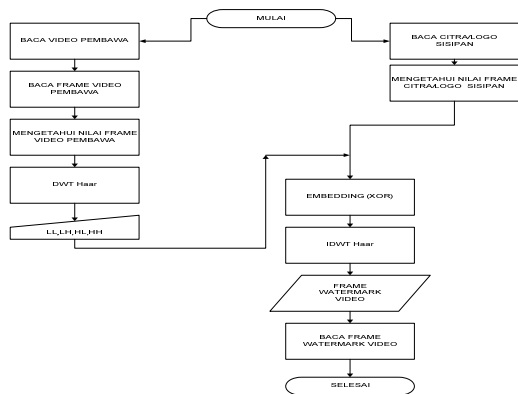 MULAI
BACA VIDEO PEMBAWA
BACA FRAME VIDEO
PEMBAWA
MENGETAHUI NILAI FRAME
VIDEO PEMBAWA
DWT Haar
LL,LH,HL,HH
BACA CITRA/LOGO
SISIPAN
MENGETAHUI NILAI FRAME
CITRA/LOGO SISIPAN
EMBEDDING (XOR)
IDWT Haar
FRAME
WATERMARK
VIDEO
BACA FRAME
WATERMARK VIDEO
SELESAI